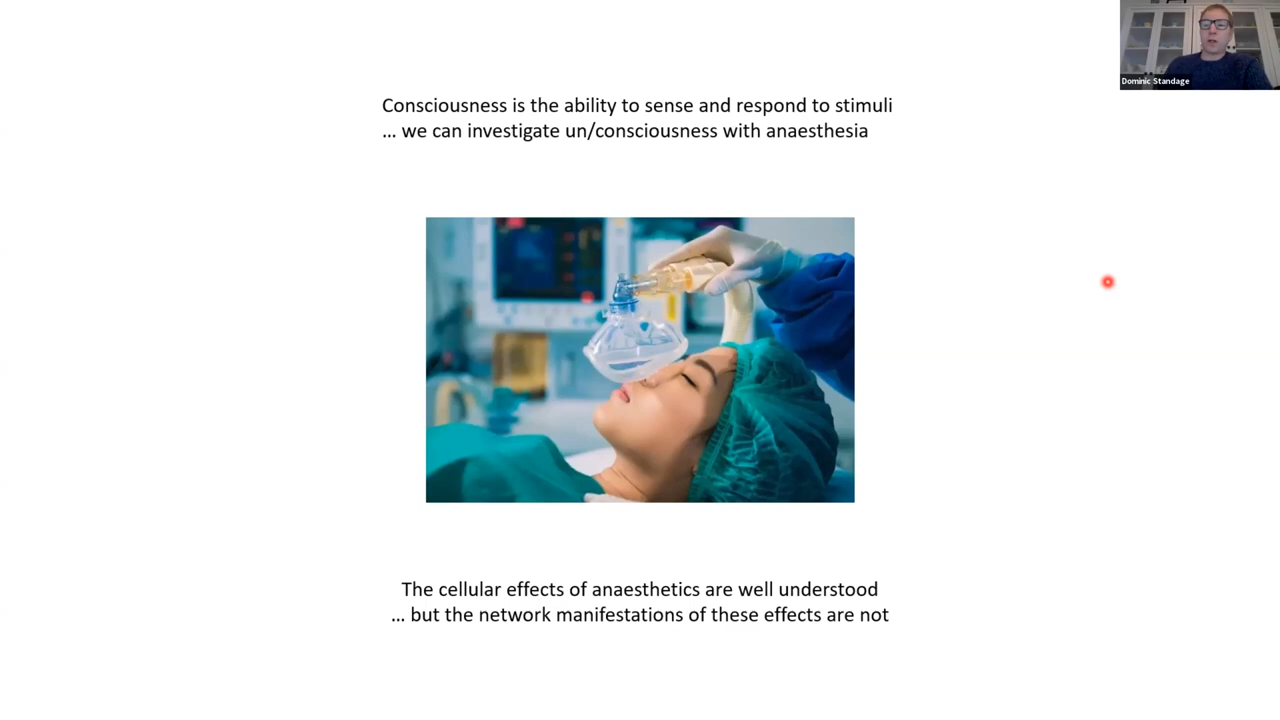 Dominic Standage
Consciousness is the ability to sense and respond to stimuli
... we can investigate un/consciousness with anaesthesia
The cellular effects of anaesthetics are well understood
... but the network manifestations of these effects are not